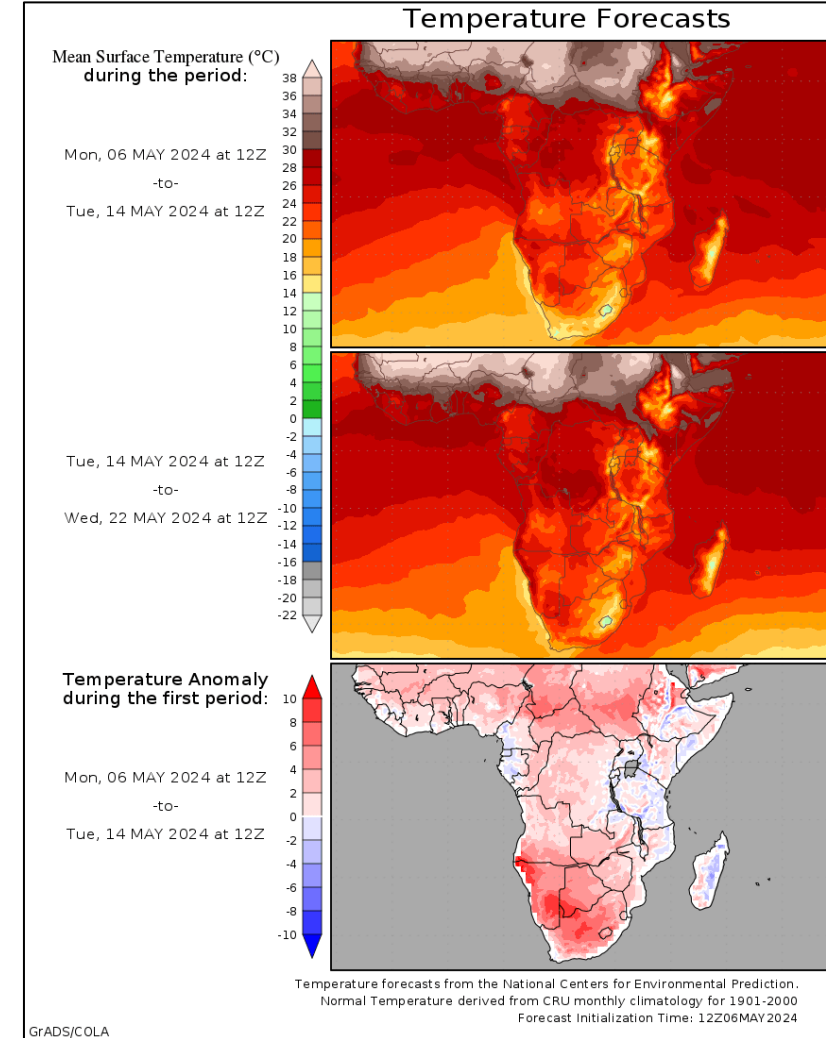 Temperature Forecasts
Mean Surface Temperature (°C)
during the period:
38
36
34
32
30
28
26
24
22
20
18
16
14
12
10
8
6
4
2
0
-2
-4
-6
-8
-10
-12
-14
-16
-18
-20
-22
Mon, 06 MAY 2024 at 12Z
-to-
Tue, 14 MAY 2024 at 12Z
Tue, 14 MAY 2024 at 12Z
-to-
Wed, 22 MAY 2024 at 12Z
Temperature Anomaly
during the first period:
10
8
6
4
2
0
-2
-4
-6
-8
-10
Mon, 06 MAY 2024 at 12Z
-to-
Tue, 14 MAY 2024 at 12Z
Temperature forecasts from the National Centers for Environmental Prediction.
Normal Temperature derived from CRU monthly climatology for 1901-2000
Forecast Initialization Time: 12Z06MAY2024
GrADS/COLA